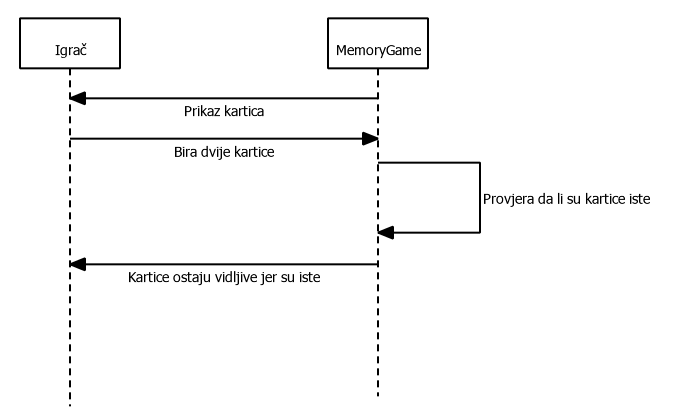 Igrač
MemoryGame
Prikaz kartica
Bira dvije kartice
Provjera da li su kartice iste
Kartice ostaju vidljive jer su iste